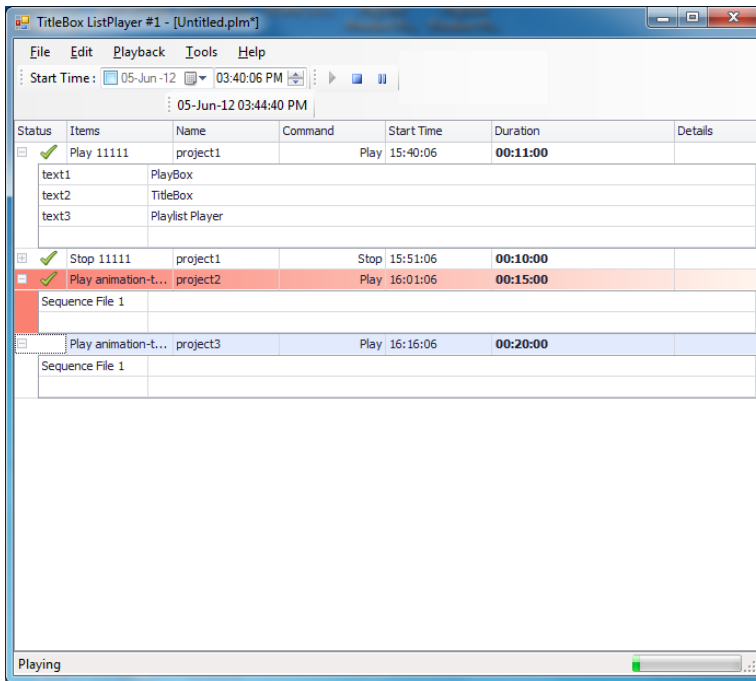 TitleBox ListPlayer #1 - [Untitled.plm*]
File Edit Playback Tools Help
Start Time : 05-Jun-12 03:40:06 PM
05-Jun-12 03:44:40 PM
Status Items Name Command Start Time Duration Details
Play 11111 project1 Play 15:40:06 00:11:00
text1 PlayBox
text2 TitleBox
text3 Playlist Player
Stop 11111 project1 Stop 15:51:06 00:10:00
Play animation-t... project2 Play 16:01:06 00:15:00
Sequence File 1
Play animation-t... project3 Play 16:16:06 00:20:00
Sequence File 1
Playing